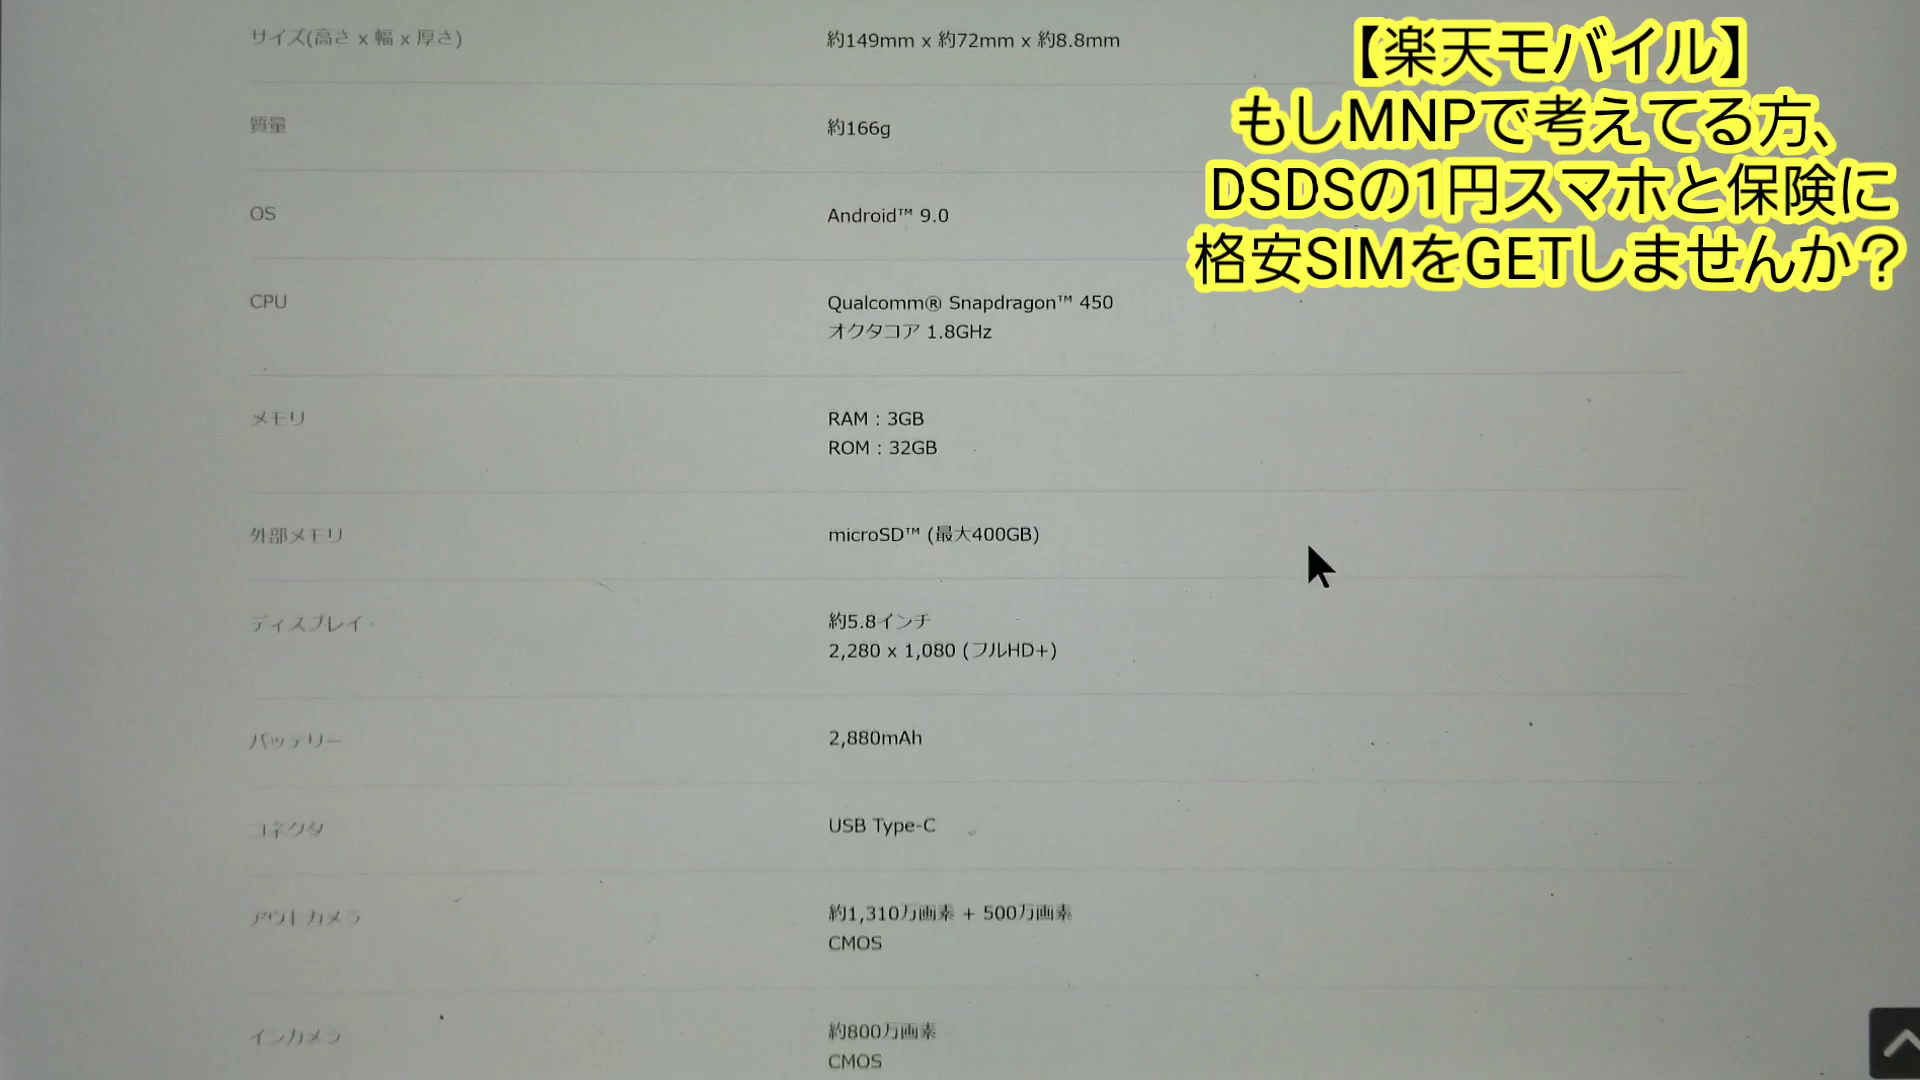 【楽天モバイル】
もしMNPで考えてる方、
DSDSの1円スマホと保険に
格安SIMをGETしませんか？
サイズ(高さ x 幅 x 厚さ)
約149mm x 約72mm x 約8.8mm
質量
約166g
OS
Android™ 9.0
CPU
Qualcomm® Snapdragon™ 450
オクタコア 1.8GHz
メモリ
RAM : 3GB
ROM : 32GB
外部メモリ
microSD™ (最大400GB)
ディスプレイ
約5.8インチ
2,280 x 1,080 (フルHD+)
バッテリー
2,880mAh
コネクタ
USB Type-C
アウトカメラ
約1,310万画素 + 500万画素
CMOS
インカメラ
約800万画素
CMOS